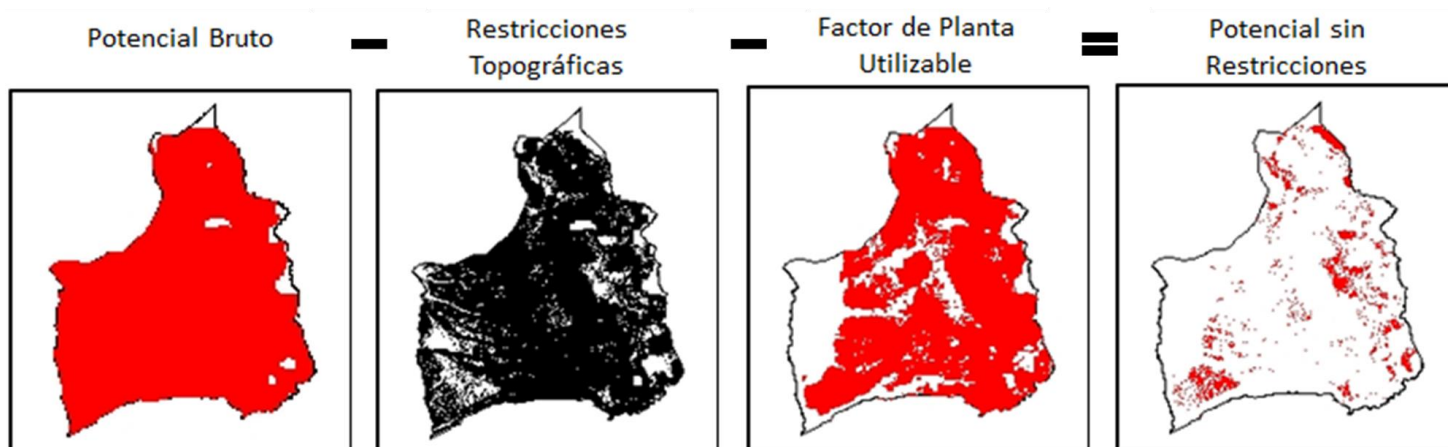 Potencial Bruto
Restricciones
Topográficas
Factor de Planta
Utilizable
Potencial sin
Restricciones